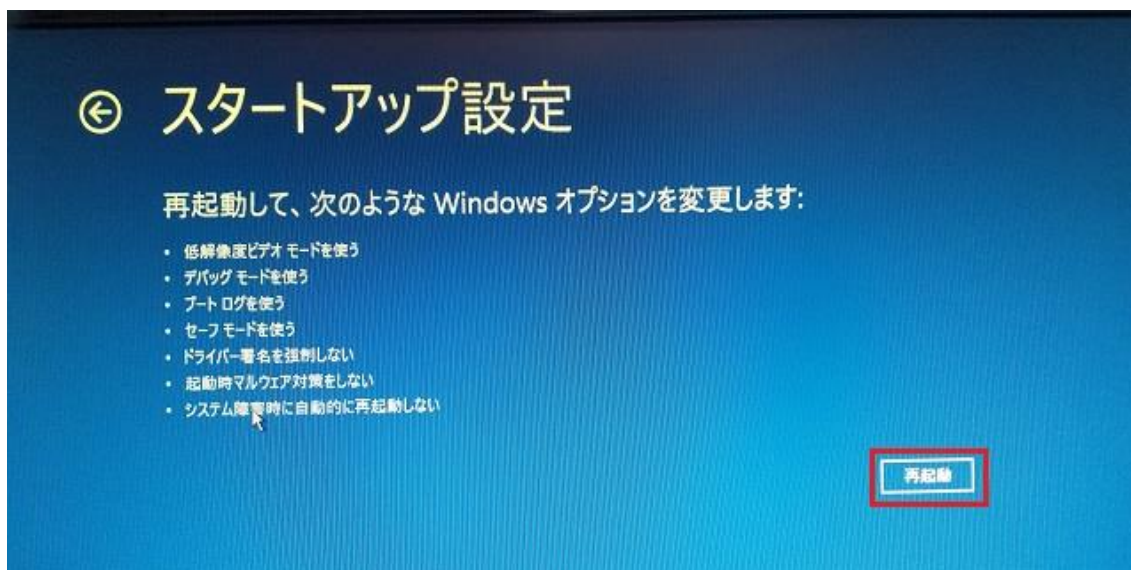 スタートアップ設定
再起動して、次のような Windows オプションを変更します:
• 低解像度ビデオ モードを使う
• デバッグ モードを使う
• ブート ログを使う
• セーフ モードを使う
• ドライバー署名を強制しない
• 起動時マルウェア対策をしない
• システム障害時に自動的に再起動しない
再起動